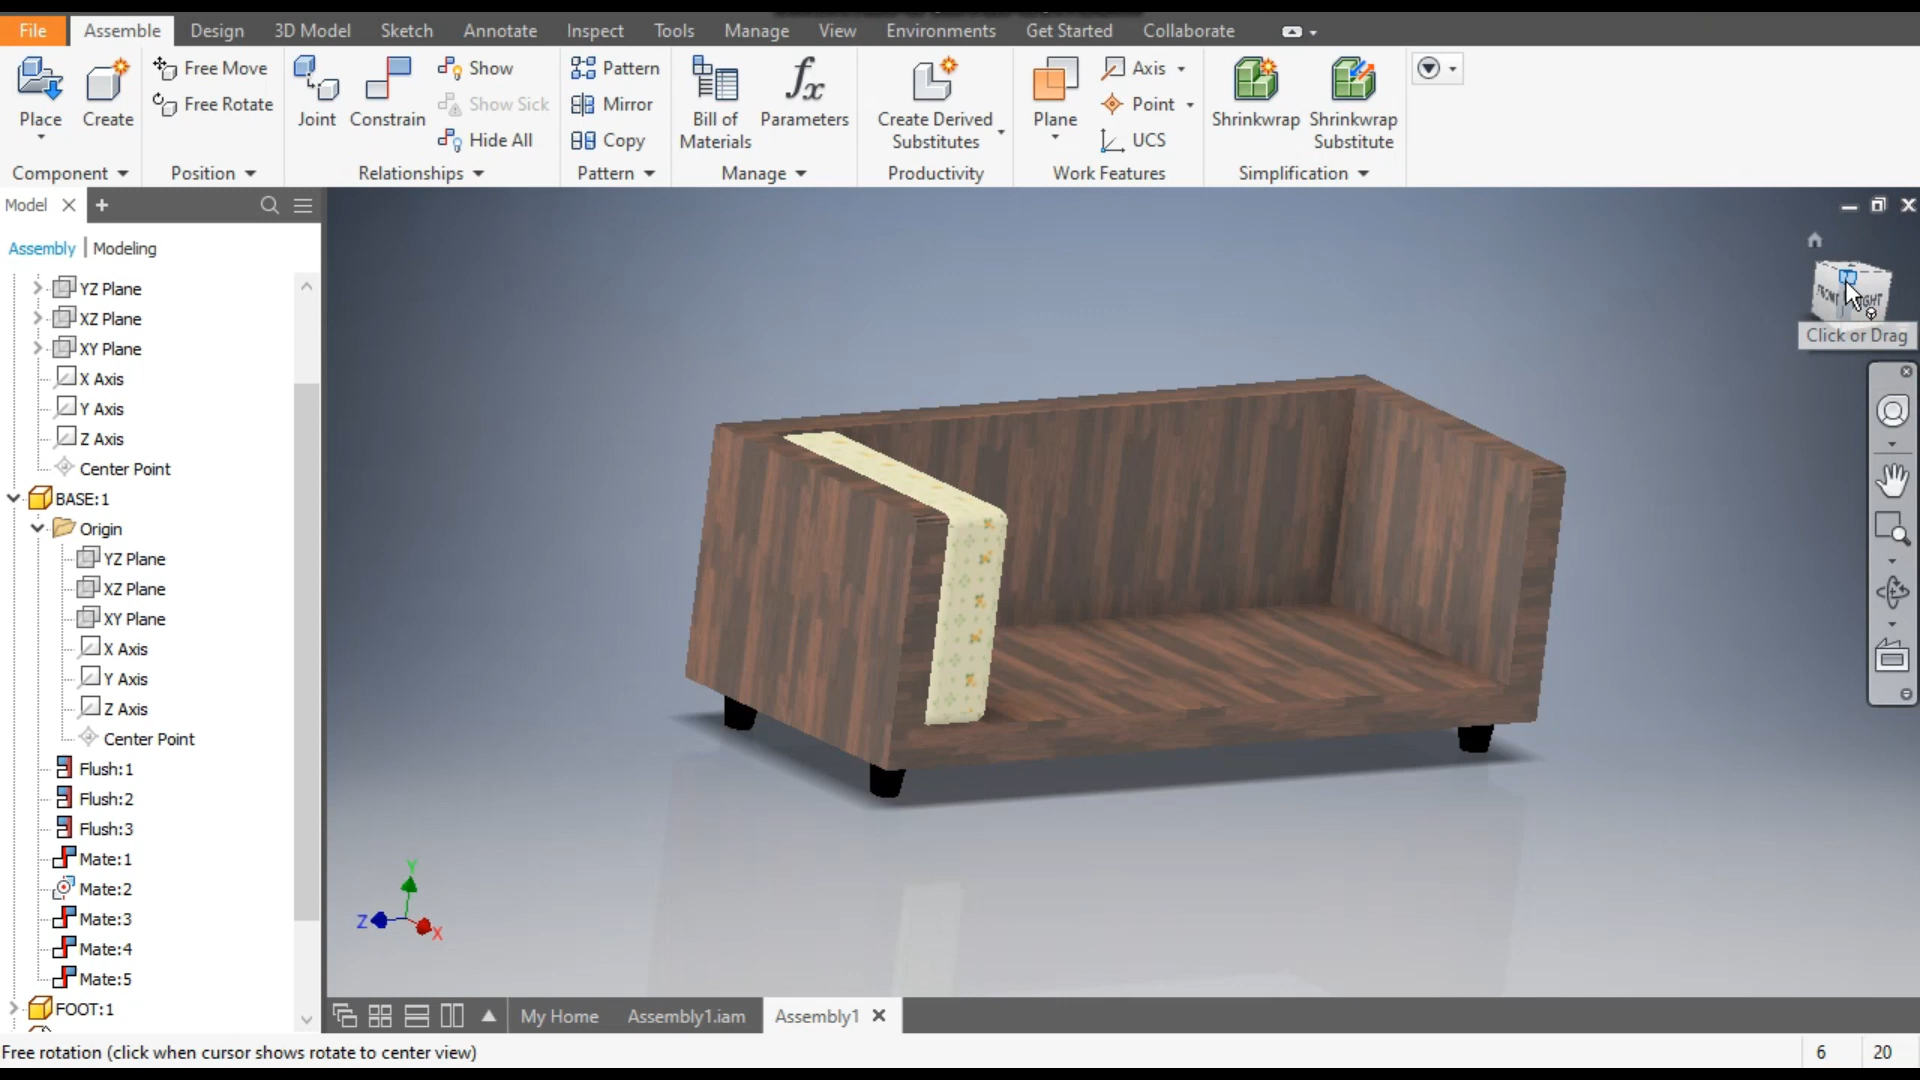 File Assemble Design 3D Model Sketch Annotate Inspect Tools Manage View Environments Get Started Collaborate
Free Move
Free Rotate
Place
Create
Joint
Constrain
Show
Show Sick
Hide All
Pattern
Mirror
Copy
Bill of
Materials
Parameters
Create Derived
Substitutes
Plane
Axis
Point
UCS
Shrinkwrap
Shrinkwrap
Substitute
Component Position Relationships Pattern Manage Productivity Work Features Simplification
Model
Assembly | Modeling
YZ Plane
XZ Plane
XY Plane
X Axis
Y Axis
Z Axis
Center Point
BASE:1
Origin
YZ Plane
XZ Plane
XY Plane
X Axis
Y Axis
Z Axis
Center Point
Flush:1
Flush:2
Flush:3
Mate:1
Mate:2
Mate:3
Mate:4
Mate:5
FOOT:1
Click or Drag
Y
Z
X
My Home Assembly1.iam Assembly1
Free rotation (click when cursor shows rotate to center view) 6 20